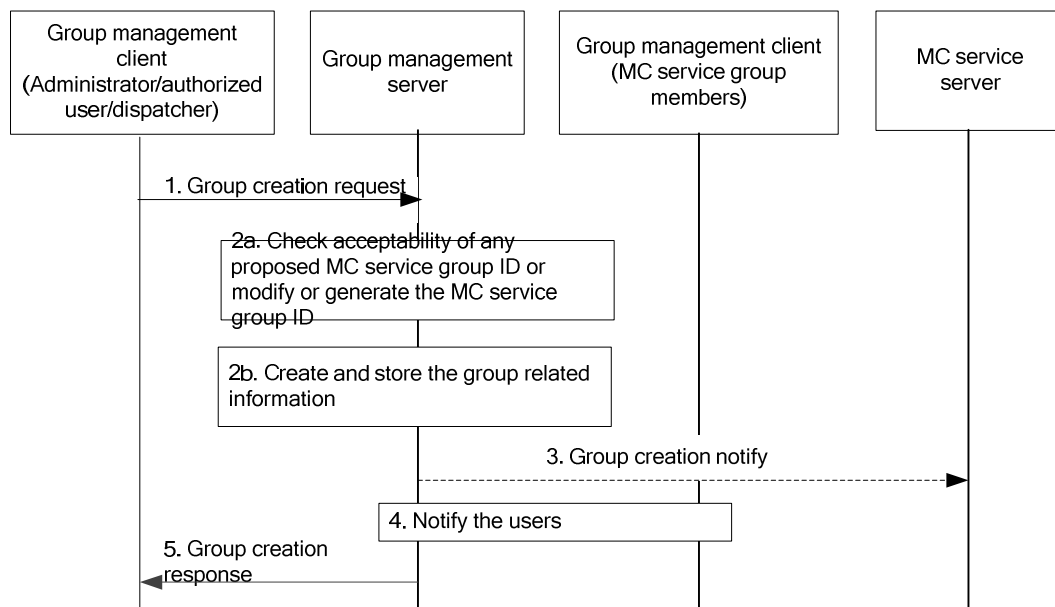 Group management
client
(Administrator/authorized
user/dispatcher)
Group management
server
Group management client
(MC service group
members)
MC service
server
1. Group creation request
2a. Check acceptability of any
proposed MC service group ID or
modify or generate the MC service
group ID
2b. Create and store the group related
information
3. Group creation notify
4. Notify the users
5. Group creation
response